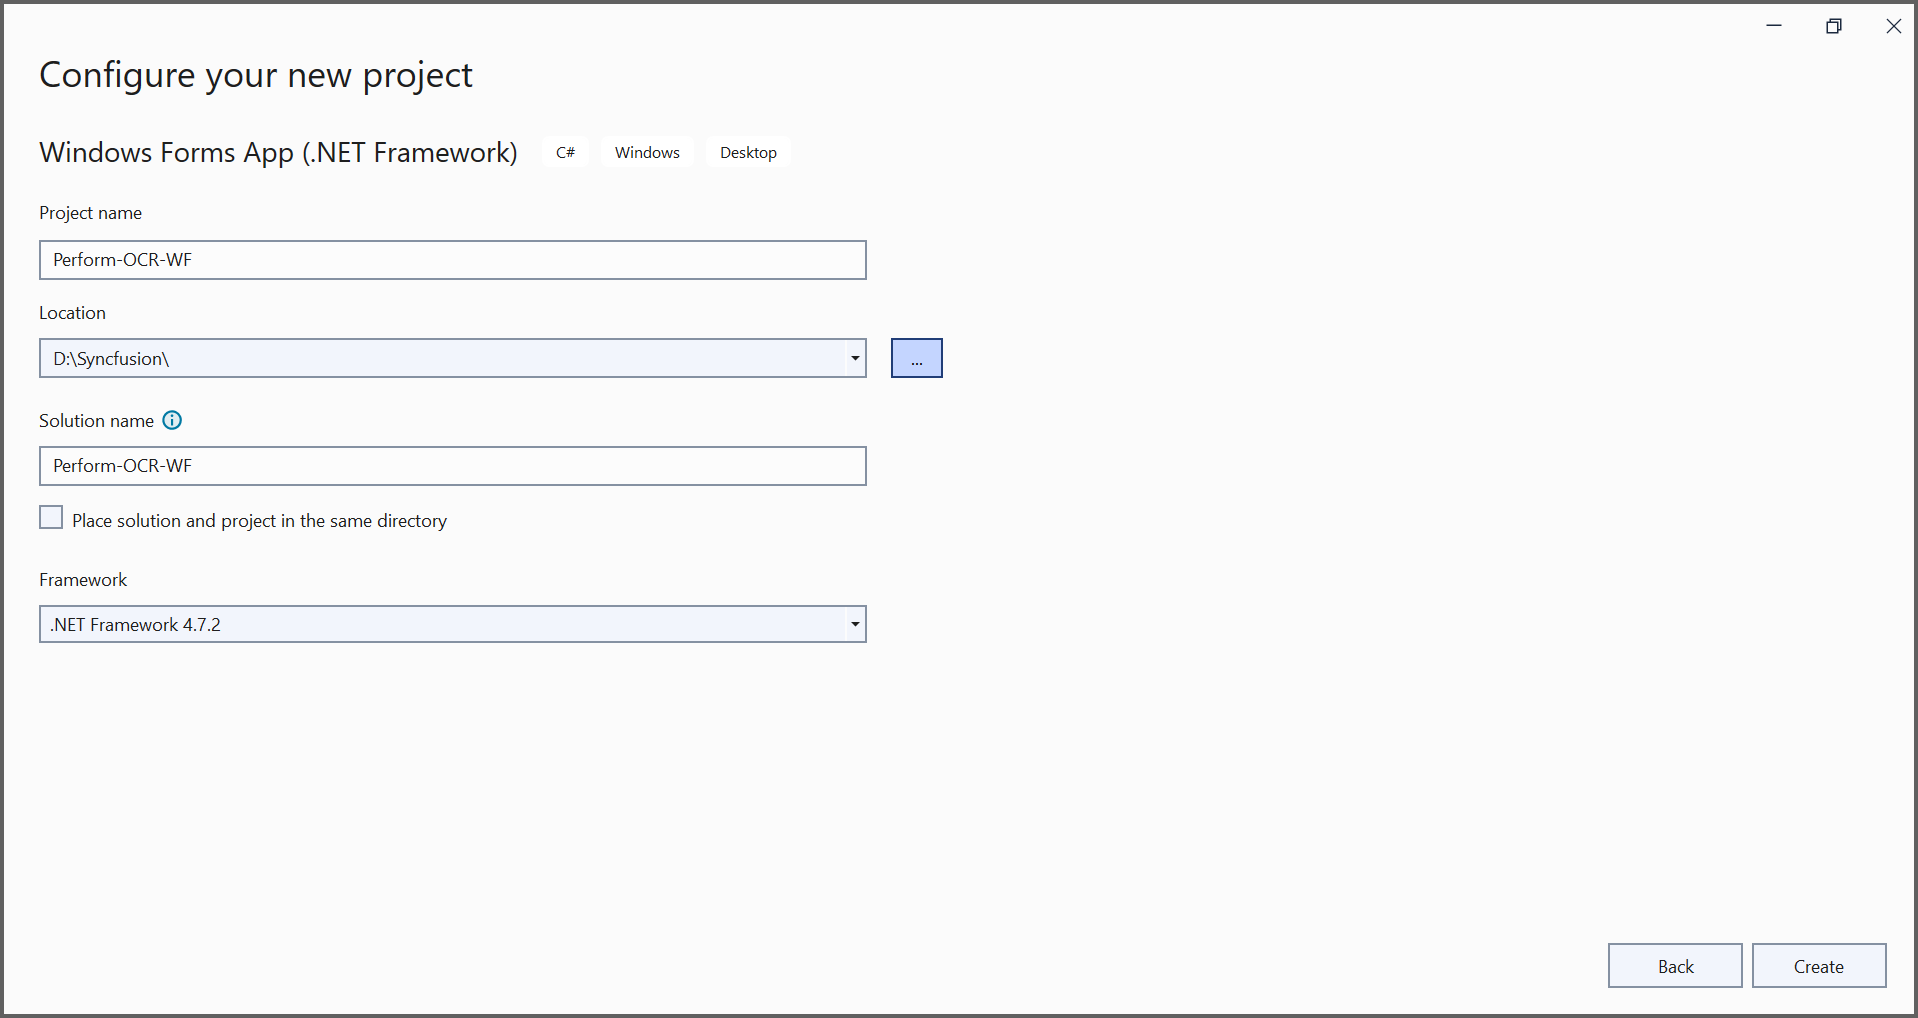 Configure your new project
Windows Forms App (.NET Framework) C# Windows Desktop
Project name
Perform-OCR-WF
Location
D:\Syncfusion\
...
Solution name
Perform-OCR-WF
Place solution and project in the same directory
Framework
.NET Framework 4.7.2
Back Create